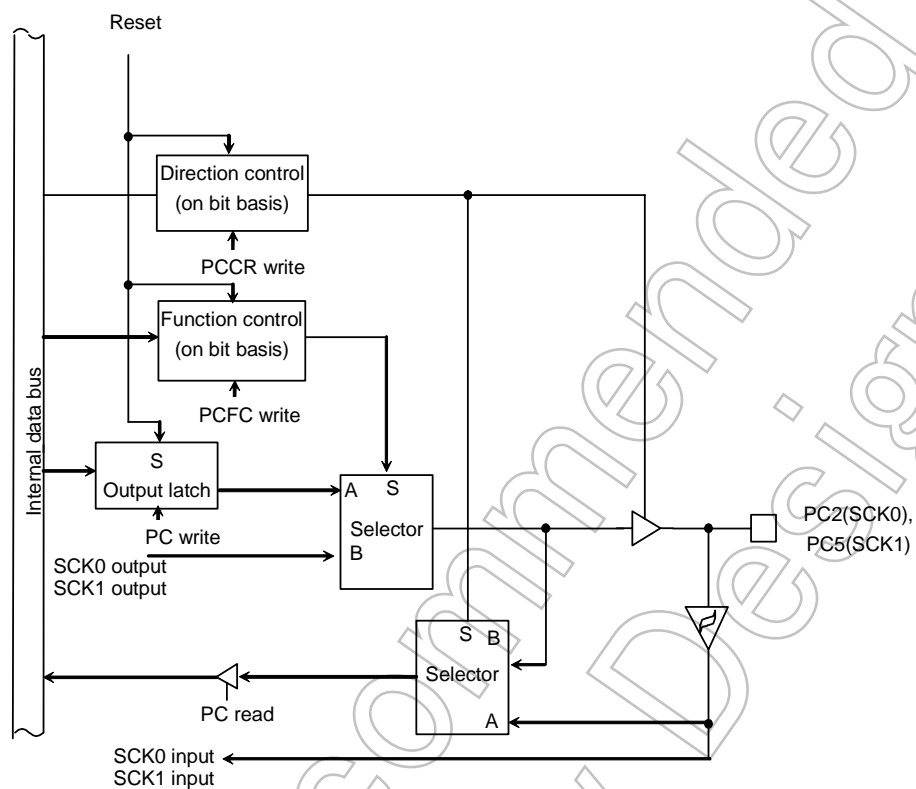 Reset
Direction control
(on bit basis)
PCCR write
Function control
(on bit basis)
PCFC write
Internal data bus
S
Output latch
PC write
SCK0 output
SCK1 output
A
S
Selector
B
PC2(SCK0),
PC5(SCK1)
S
B
Selector
A
PC read
SCK0 input
SCK1 input
commended
Design